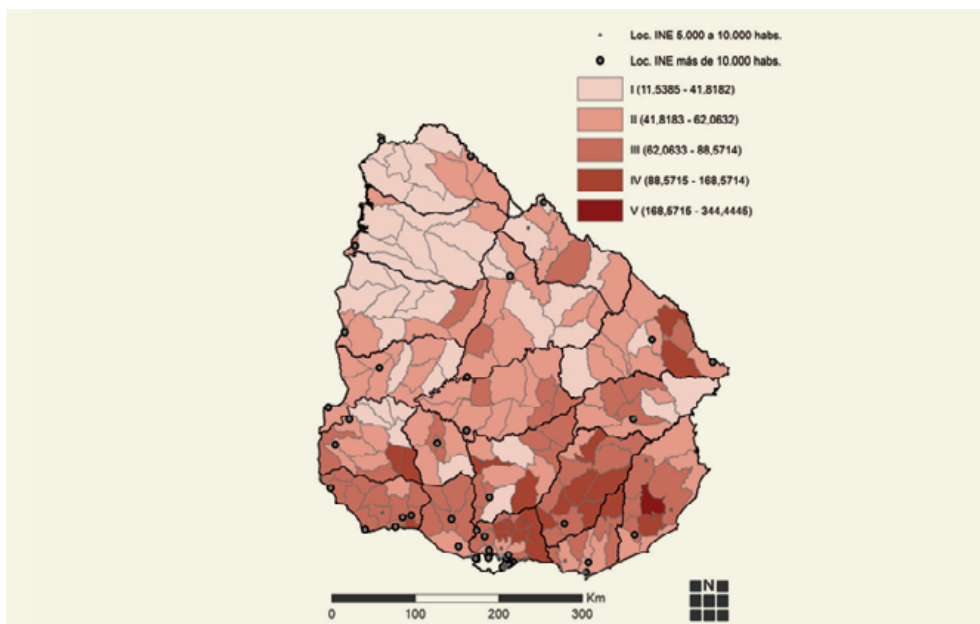 Loc. INE 5.000 a 10.000 habs.
Loc. INE más de 10.000 habs.
I (11,5385 - 41,8182)
II (41,8183 - 62,0632)
III (62,0633 - 88,5714)
IV (88,5715 - 168,5714)
V (168,5715 - 344,4445)
Km
0 100 200 300
N